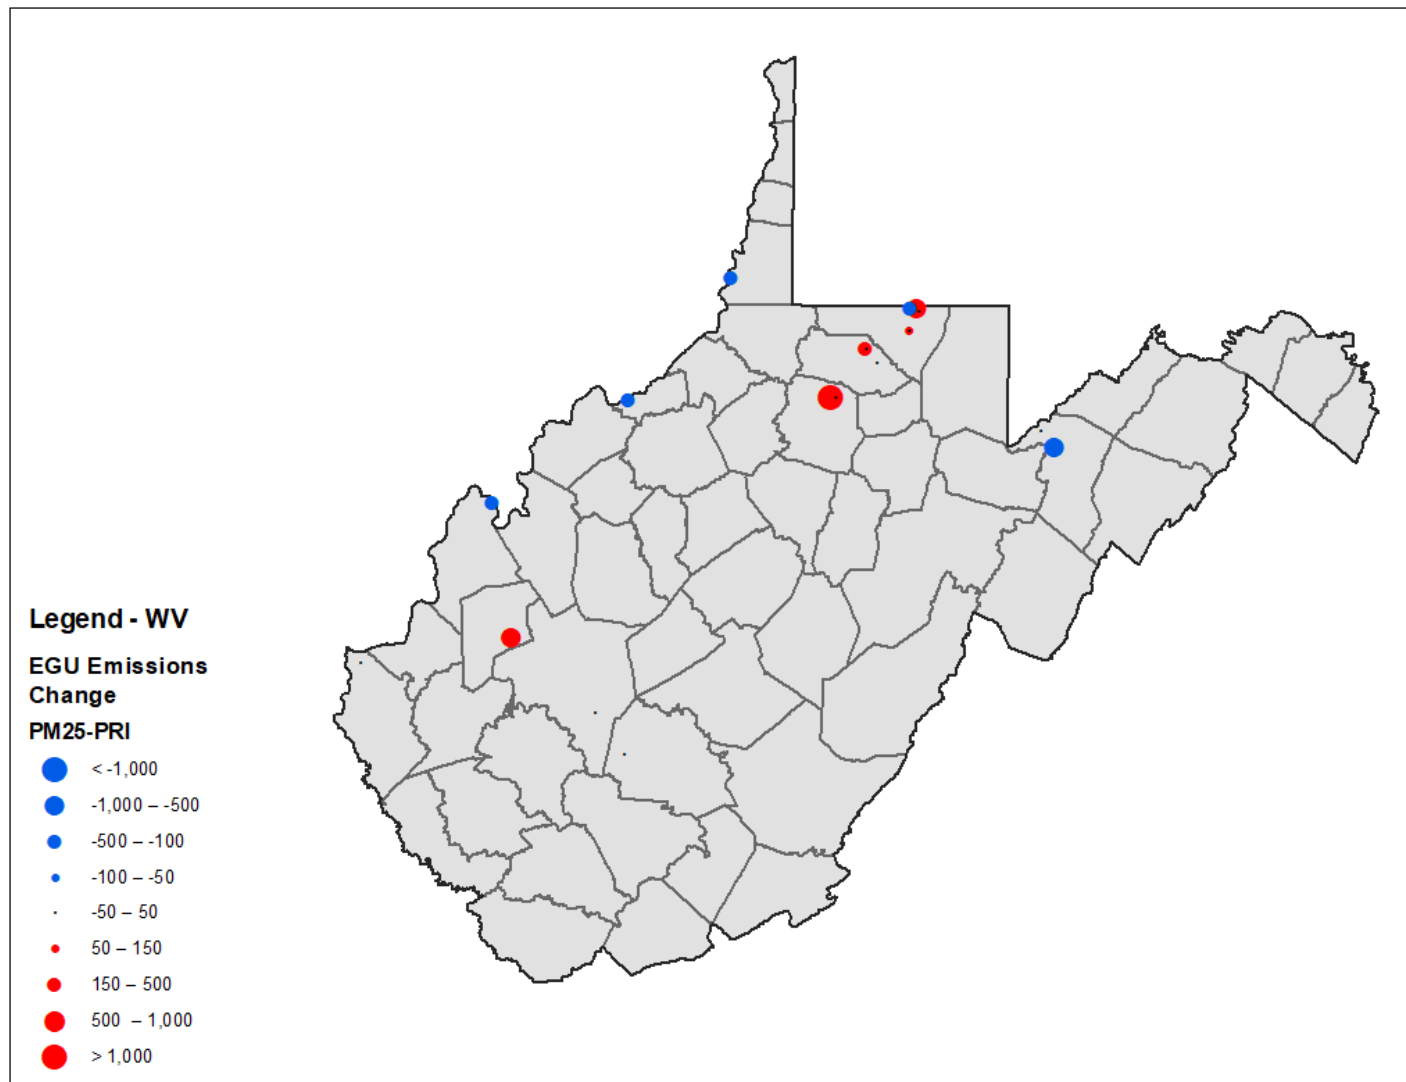 Legend - WV
EGU Emissions
Change
PM25-PRI
< -1,000
-1,000 – -500
-500 – -100
-100 – -50
-50 – 50
50 – 150
150 – 500
500 – 1,000
> 1,000